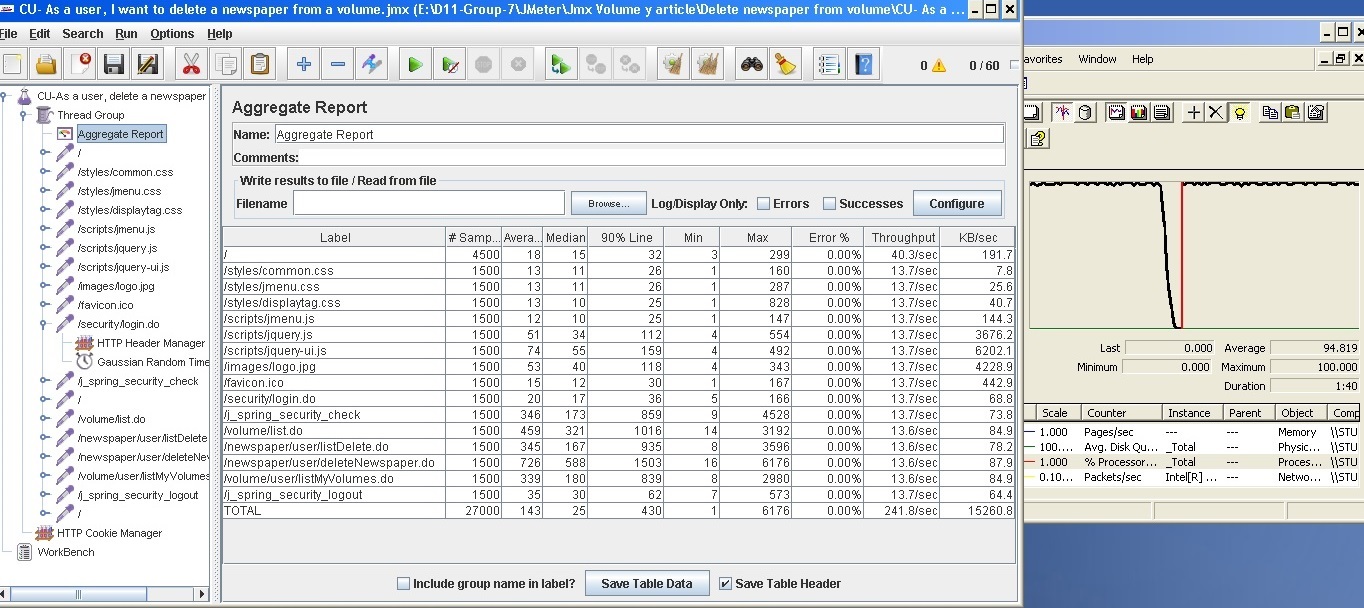 CU- As a user, I want to delete a newspaper from a volume.jmx (E:\D11-Group-7\JMeter\Jmx Volume y article\Delete newspaper from volume\CU- As a ...
File Edit Search Run Options Help
0 0 / 60
CU-As a user, delete a newspaper
Thread Group
Aggregate Report
/
/styles/common.css
/styles/jmenu.css
/styles/displaytag.css
/scripts/jmenu.js
/scripts/jquery.js
/scripts/jquery-ui.js
/images/logo.jpg
/favicon.ico
/security/login.do
HTTP Header Manager
Gaussian Random Time
/j_spring_security_check
/
/volume/list.do
/newspaper/user/listDelete
/newspaper/user/deleteNev
/volume/user/listMyVolumes
/j_spring_security_logout
/
HTTP Cookie Manager
WorkBench
Aggregate Report
Name: Aggregate Report
Comments:
Write results to file / Read from file
Filename Browse... Log/Display Only: Errors Successes Configure
Label # Samp... Avera... Median 90% Line Min Max Error % Throughput KB/sec
/ 4500 18 15 32 3 299 0.00% 40.3/sec 191.7
/styles/common.css 1500 13 11 26 1 160 0.00% 13.7/sec 7.8
/styles/jmenu.css 1500 13 11 26 1 287 0.00% 13.7/sec 25.6
/styles/displaytag.css 1500 13 10 25 1 828 0.00% 13.7/sec 40.7
/scripts/jmenu.js 1500 12 10 25 1 147 0.00% 13.7/sec 144.3
/scripts/jquery.js 1500 51 34 112 4 554 0.00% 13.7/sec 3676.2
/scripts/jquery-ui.js 1500 74 55 159 4 492 0.00% 13.7/sec 6202.1
/images/logo.jpg 1500 53 40 118 4 343 0.00% 13.7/sec 4228.9
/favicon.ico 1500 15 12 30 1 167 0.00% 13.7/sec 442.9
/security/login.do 1500 20 17 36 5 166 0.00% 13.7/sec 68.8
/j_spring_security_check 1500 346 173 859 9 4528 0.00% 13.7/sec 73.8
/volume/list.do 1500 459 321 1016 14 3192 0.00% 13.6/sec 84.9
/newspaper/user/listDelete.do 1500 345 167 935 8 3596 0.00% 13.6/sec 78.2
/newspaper/user/deleteNewspaper.do 1500 726 588 1503 16 6176 0.00% 13.6/sec 87.9
/volume/user/listMyVolumes.do 1500 339 180 839 8 2980 0.00% 13.6/sec 84.9
/j_spring_security_logout 1500 35 30 62 7 573 0.00% 13.7/sec 64.4
TOTAL 27000 143 25 430 1 6176 0.00% 241.8/sec 15260.8
Include group name in label? Save Table Data Save Table Header
avorites Window Help
Last 0.000 Average 94.819
Minimum 0.000 Maximum 100.000
Duration 1:40
Scale Counter Instance Parent Object Comp
1.000 Pages/sec --- --- Memory \\STU
100.... Avg. Disk Qu... _Total --- Physic... \\STU
1.000 % Processor... _Total --- Proces... \\STU
0.10... Packets/sec Intel[R] ... --- Netwo... \\STU